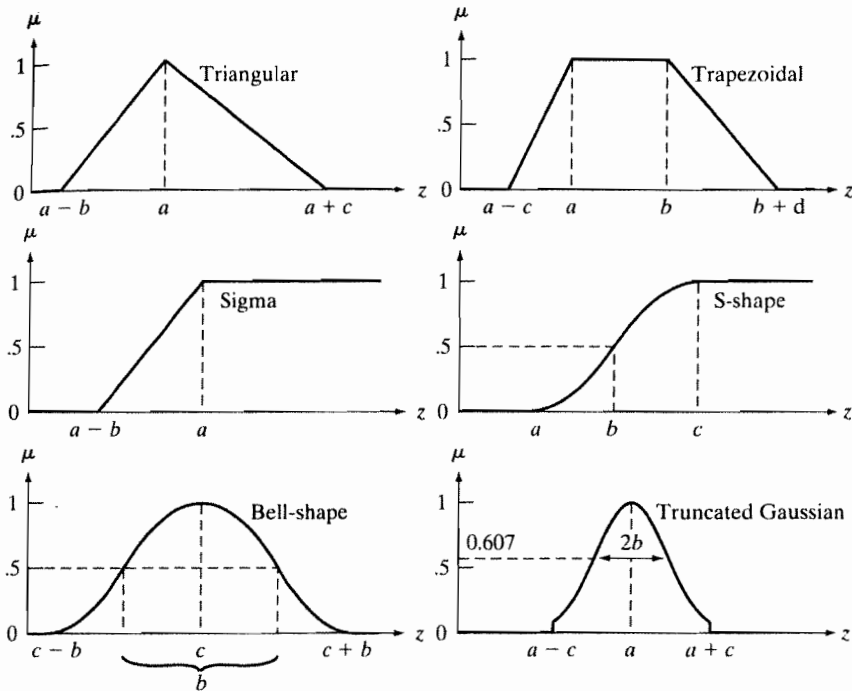 μ
1
.5
0
Triangular
a − b
a
a + c
z
μ
1
.5
0
Trapezoidal
a − c
a
b
b + d
z
μ
1
.5
0
Sigma
a − b
a
z
μ
1
.5
0
S-shape
a
b
c
z
μ
1
.5
0
Bell-shape
c − b
c
c + b
z
b
μ
1
0.607
.5
0
Truncated Gaussian
2b
a − c
a
a + c
z